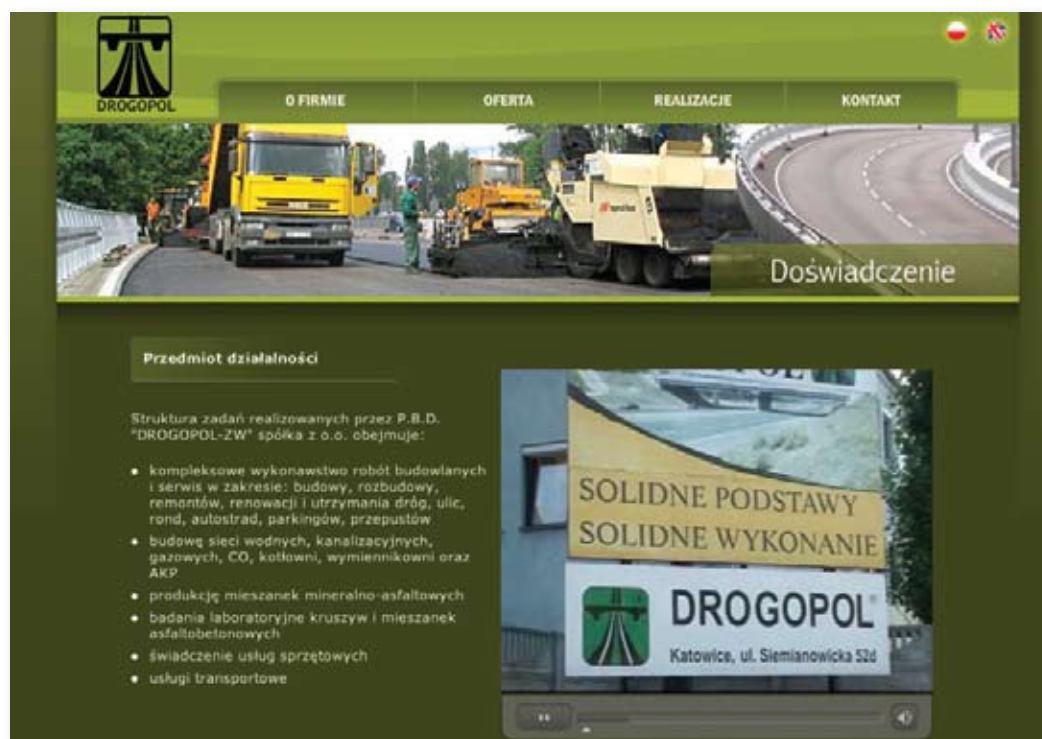 DROGOPOL
O FIRMIE
OFERTA
REALIZACJE
KONTAKT
Doświadczenie
Przedmiot działalności
Struktura zadań realizowanych przez P.B.D.
"DROGOPOL-ZW" spółka z o.o. obejmuje:
kompleksowe wykonawstwo robót budowlanych
i serwis w zakresie: budowy, rozbudowy,
remontów, renowacji i utrzymania dróg, ulic,
rond, autostrad, parkingów, przepustów
budowę sieci wodnych, kanalizacyjnych,
gazowych, CO, kotłowni, wymiennikowni oraz
AKP
produkcję mieszanek mineralno-asfaltowych
badania laboratoryjne kruszyw i mieszanek
asfaltobetonowych
świadczenie usług sprzętowych
usługi transportowe
SOLIDNE PODSTAWY
SOLIDNE WYKONANIE
DROGOPOL
Katowice, ul. Siemianowicka 52d